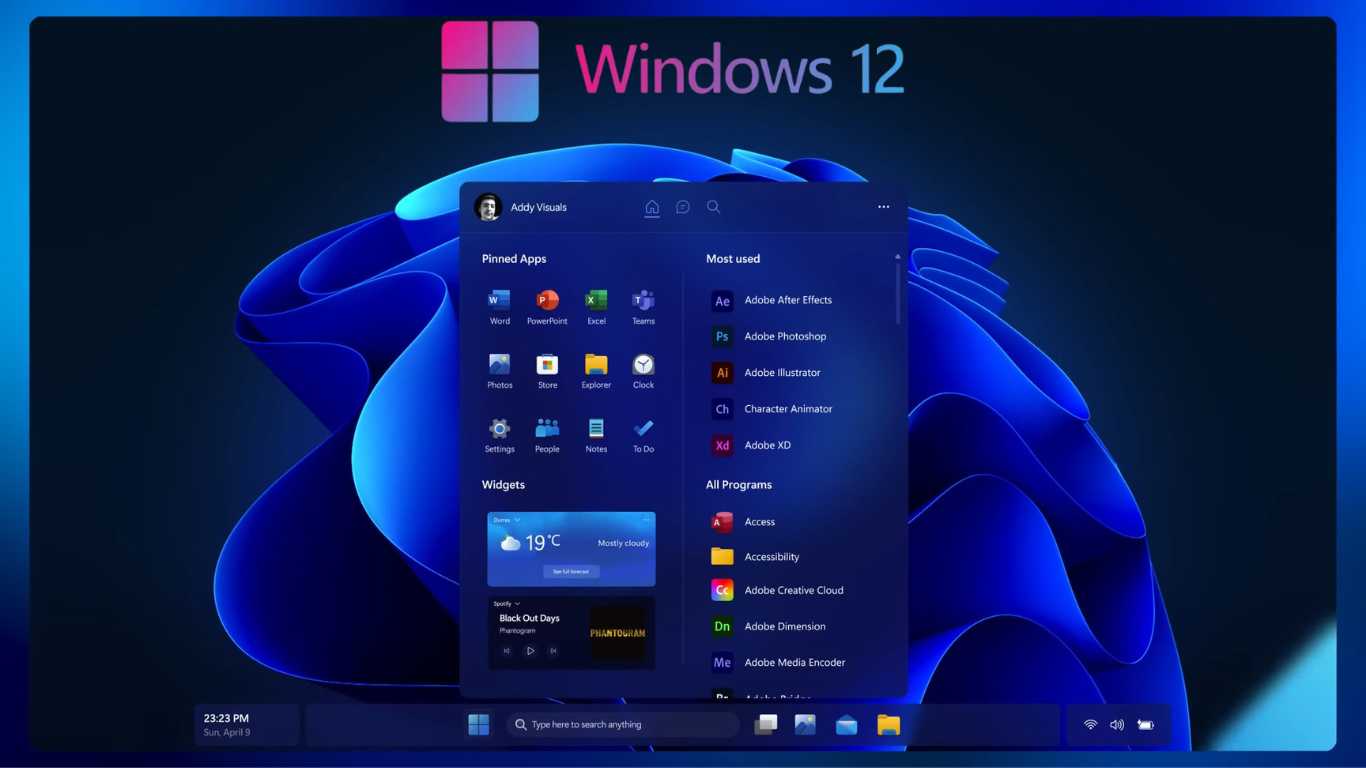 Windows 12
Addy Visuals
Pinned Apps
Word
PowerPoint
Excel
Teams
Photos
Store
Explorer
Clock
Settings
People
Notes
To Do
Widgets
19°C
Mostly cloudy
See full forecast
Spotify
Black Out Days
Phantogram
PHANTOGRAM
Most used
Ae Adobe After Effects
Ps Adobe Photoshop
Ai Adobe Illustrator
Ch Character Animator
Xd Adobe XD
All Programs
A Access
Accessibility
Cc Adobe Creative Cloud
Dn Adobe Dimension
Me Adobe Media Encoder
Br Adobe Bridge
23:23 PM
Sun, April 9
Type here to search anything